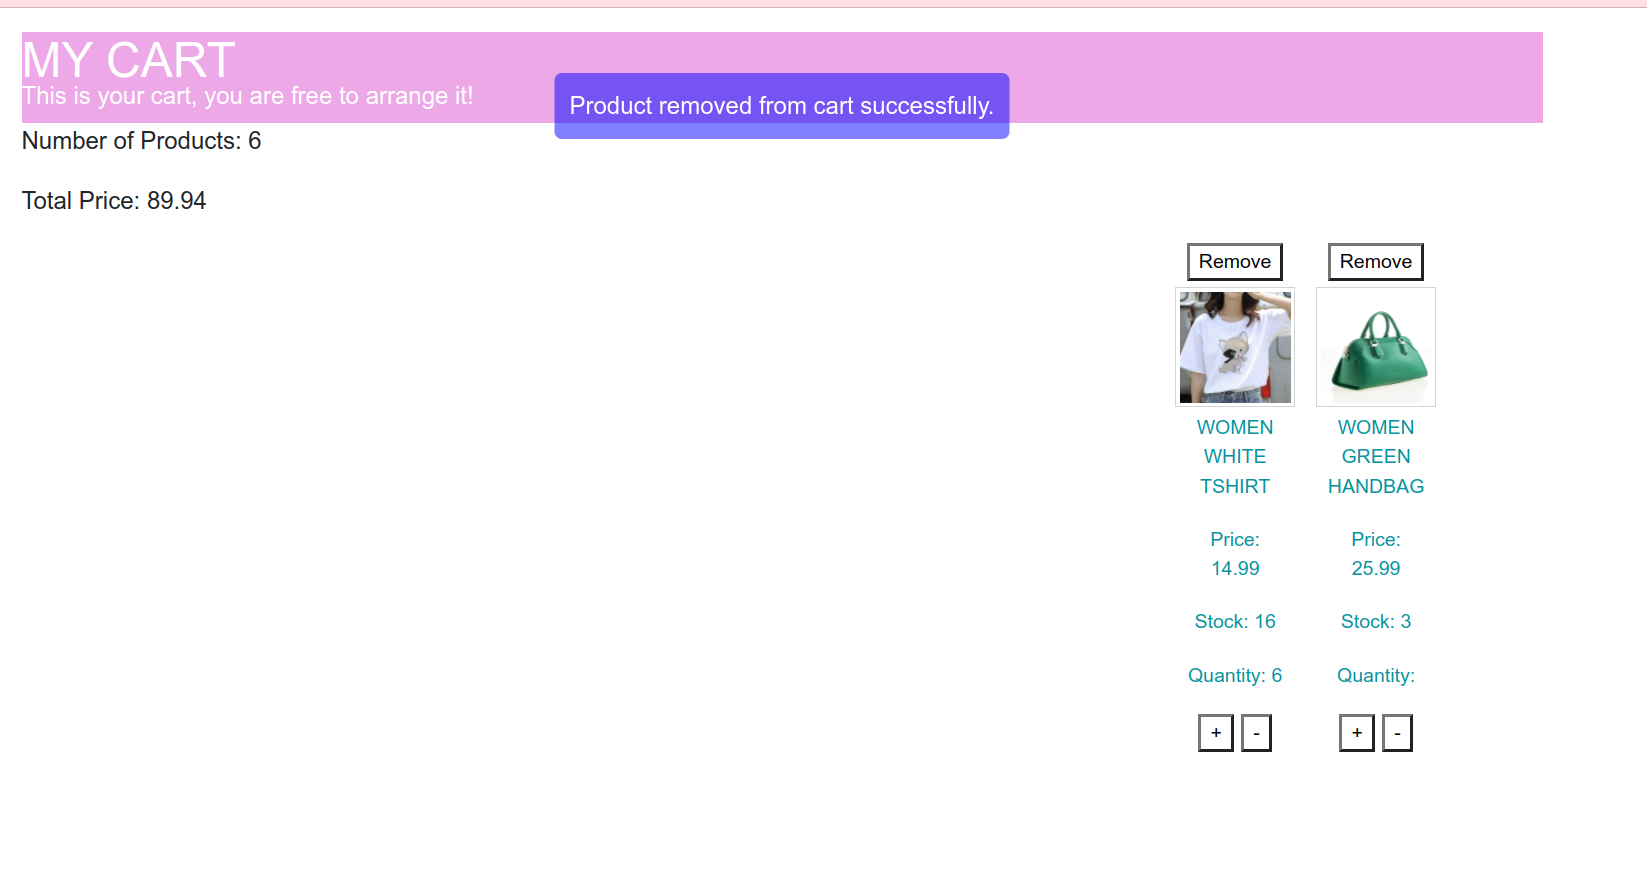 MY CART
This is your cart, you are free to arrange it!
Product removed from cart successfully.
Number of Products: 6
Total Price: 89.94
Remove
WOMEN
WHITE
TSHIRT
Price:
14.99
Stock: 16
Quantity: 6
+ -
Remove
WOMEN
GREEN
HANDBAG
Price:
25.99
Stock: 3
Quantity:
+ -